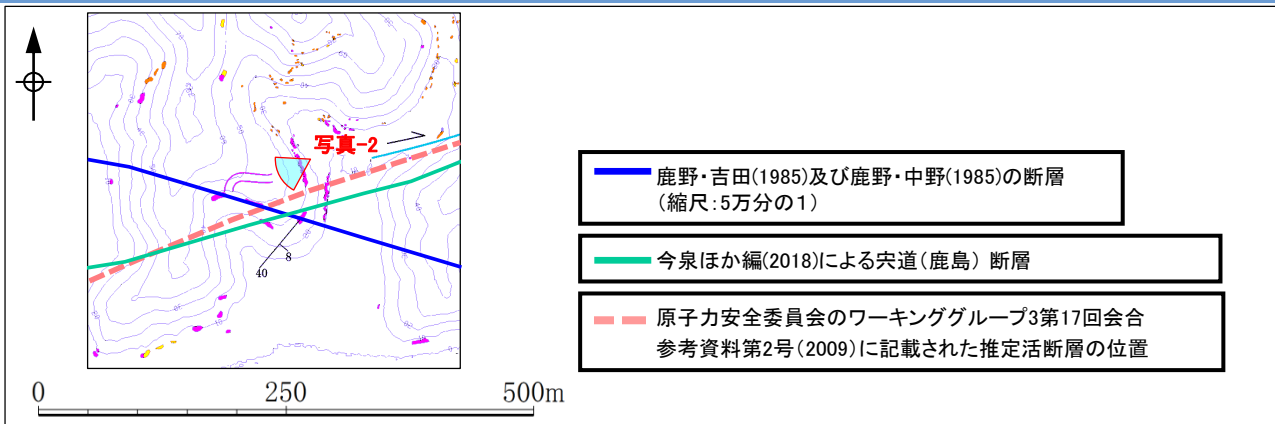 写真-2
40
8
鹿野・吉田(1985)及び鹿野・中野(1985)の断層
(縮尺:5万分の1)
今泉ほか編(2018)による宍道(鹿島) 断層
原子力安全委員会のワーキンググループ3第17回会合
参考資料第2号(2009)に記載された推定活断層の位置
0 250 500m